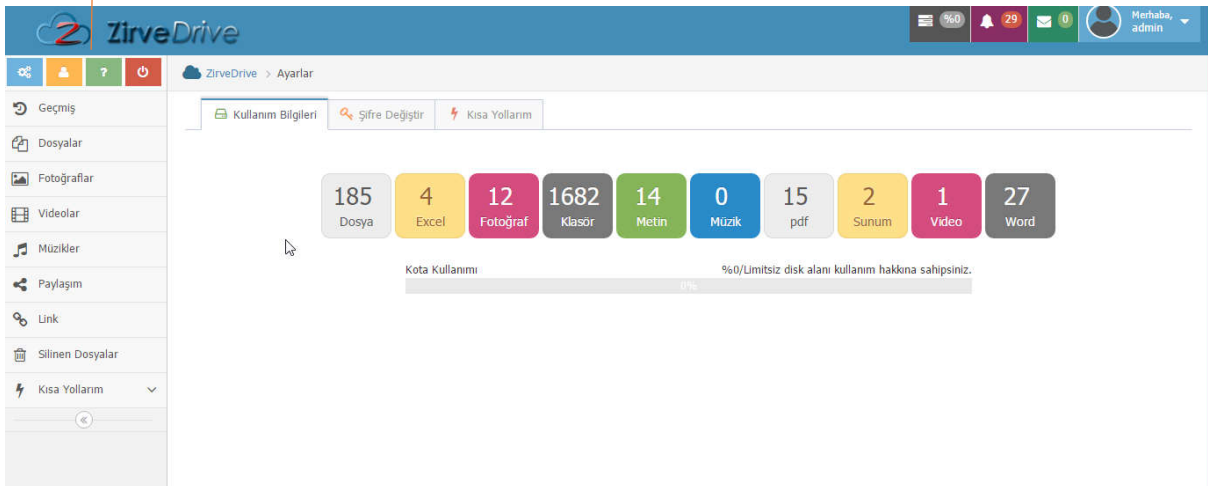 ZirveDrive
%0
29
0
Merhaba,
admin
?
ZirveDrive > Ayarlar
Geçmiş
Dosyalar
Fotoğraflar
Videolar
Müzikler
Paylaşım
Link
Silinen Dosyalar
Kısa Yollarım
Kullanım Bilgileri
Şifre Değiştir
Kısa Yollarım
185
Dosya
4
Excel
12
Fotoğraf
1682
Klasör
14
Metin
0
Müzik
15
pdf
2
Sunum
1
Video
27
Word
Kota Kullanımı
%0/Limitsiz disk alanı kullanım hakkına sahipsiniz.
0%